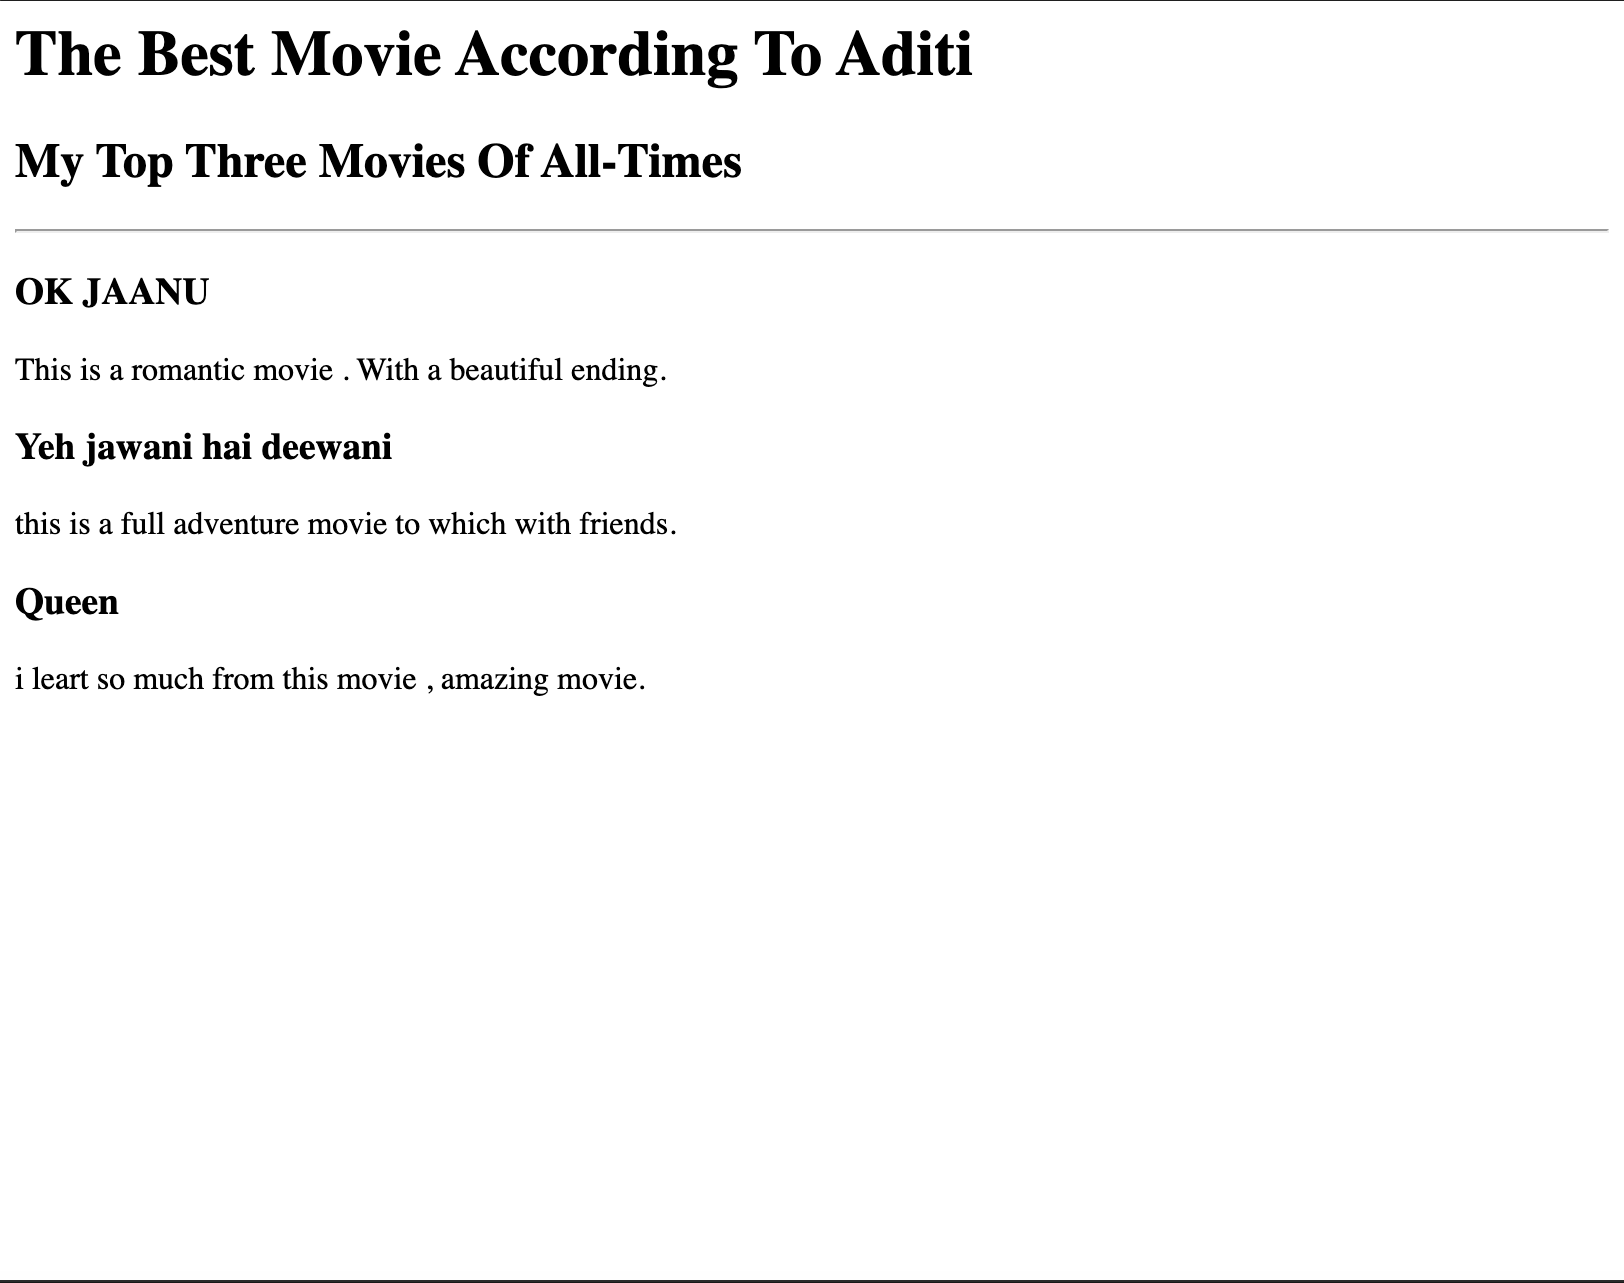 The Best Movie According To Aditi
My Top Three Movies Of All-Times
OK JAANU
This is a romantic movie . With a beautiful ending.
Yeh jawani hai deewani
this is a full adventure movie to which with friends.
Queen
i leart so much from this movie , amazing movie.